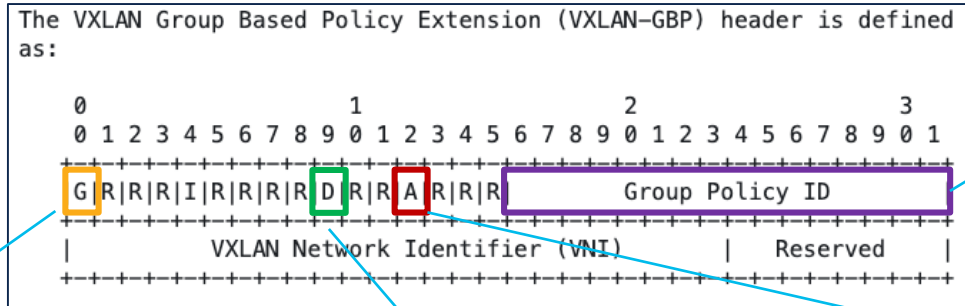 The VXLAN Group Based Policy Extension (VXLAN-GBP) header is defined
as:
 0                   1                   2                   3
 0 1 2 3 4 5 6 7 8 9 0 1 2 3 4 5 6 7 8 9 0 1 2 3 4 5 6 7 8 9 0 1
+-+-+-+-+-+-+-+-+-+-+-+-+-+-+-+-+-+-+-+-+-+-+-+-+-+-+-+-+-+-+-+-+
|G|R|R|R|I|R|R|R|R|D|R|R|A|R|R|R|        Group Policy ID        |
+-+-+-+-+-+-+-+-+-+-+-+-+-+-+-+-+-+-+-+-+-+-+-+-+-+-+-+-+-+-+-+-+
|          VXLAN Network Identifier (VNI)       |   Reserved    |
+-+-+-+-+-+-+-+-+-+-+-+-+-+-+-+-+-+-+-+-+-+-+-+-+-+-+-+-+-+-+-+-+